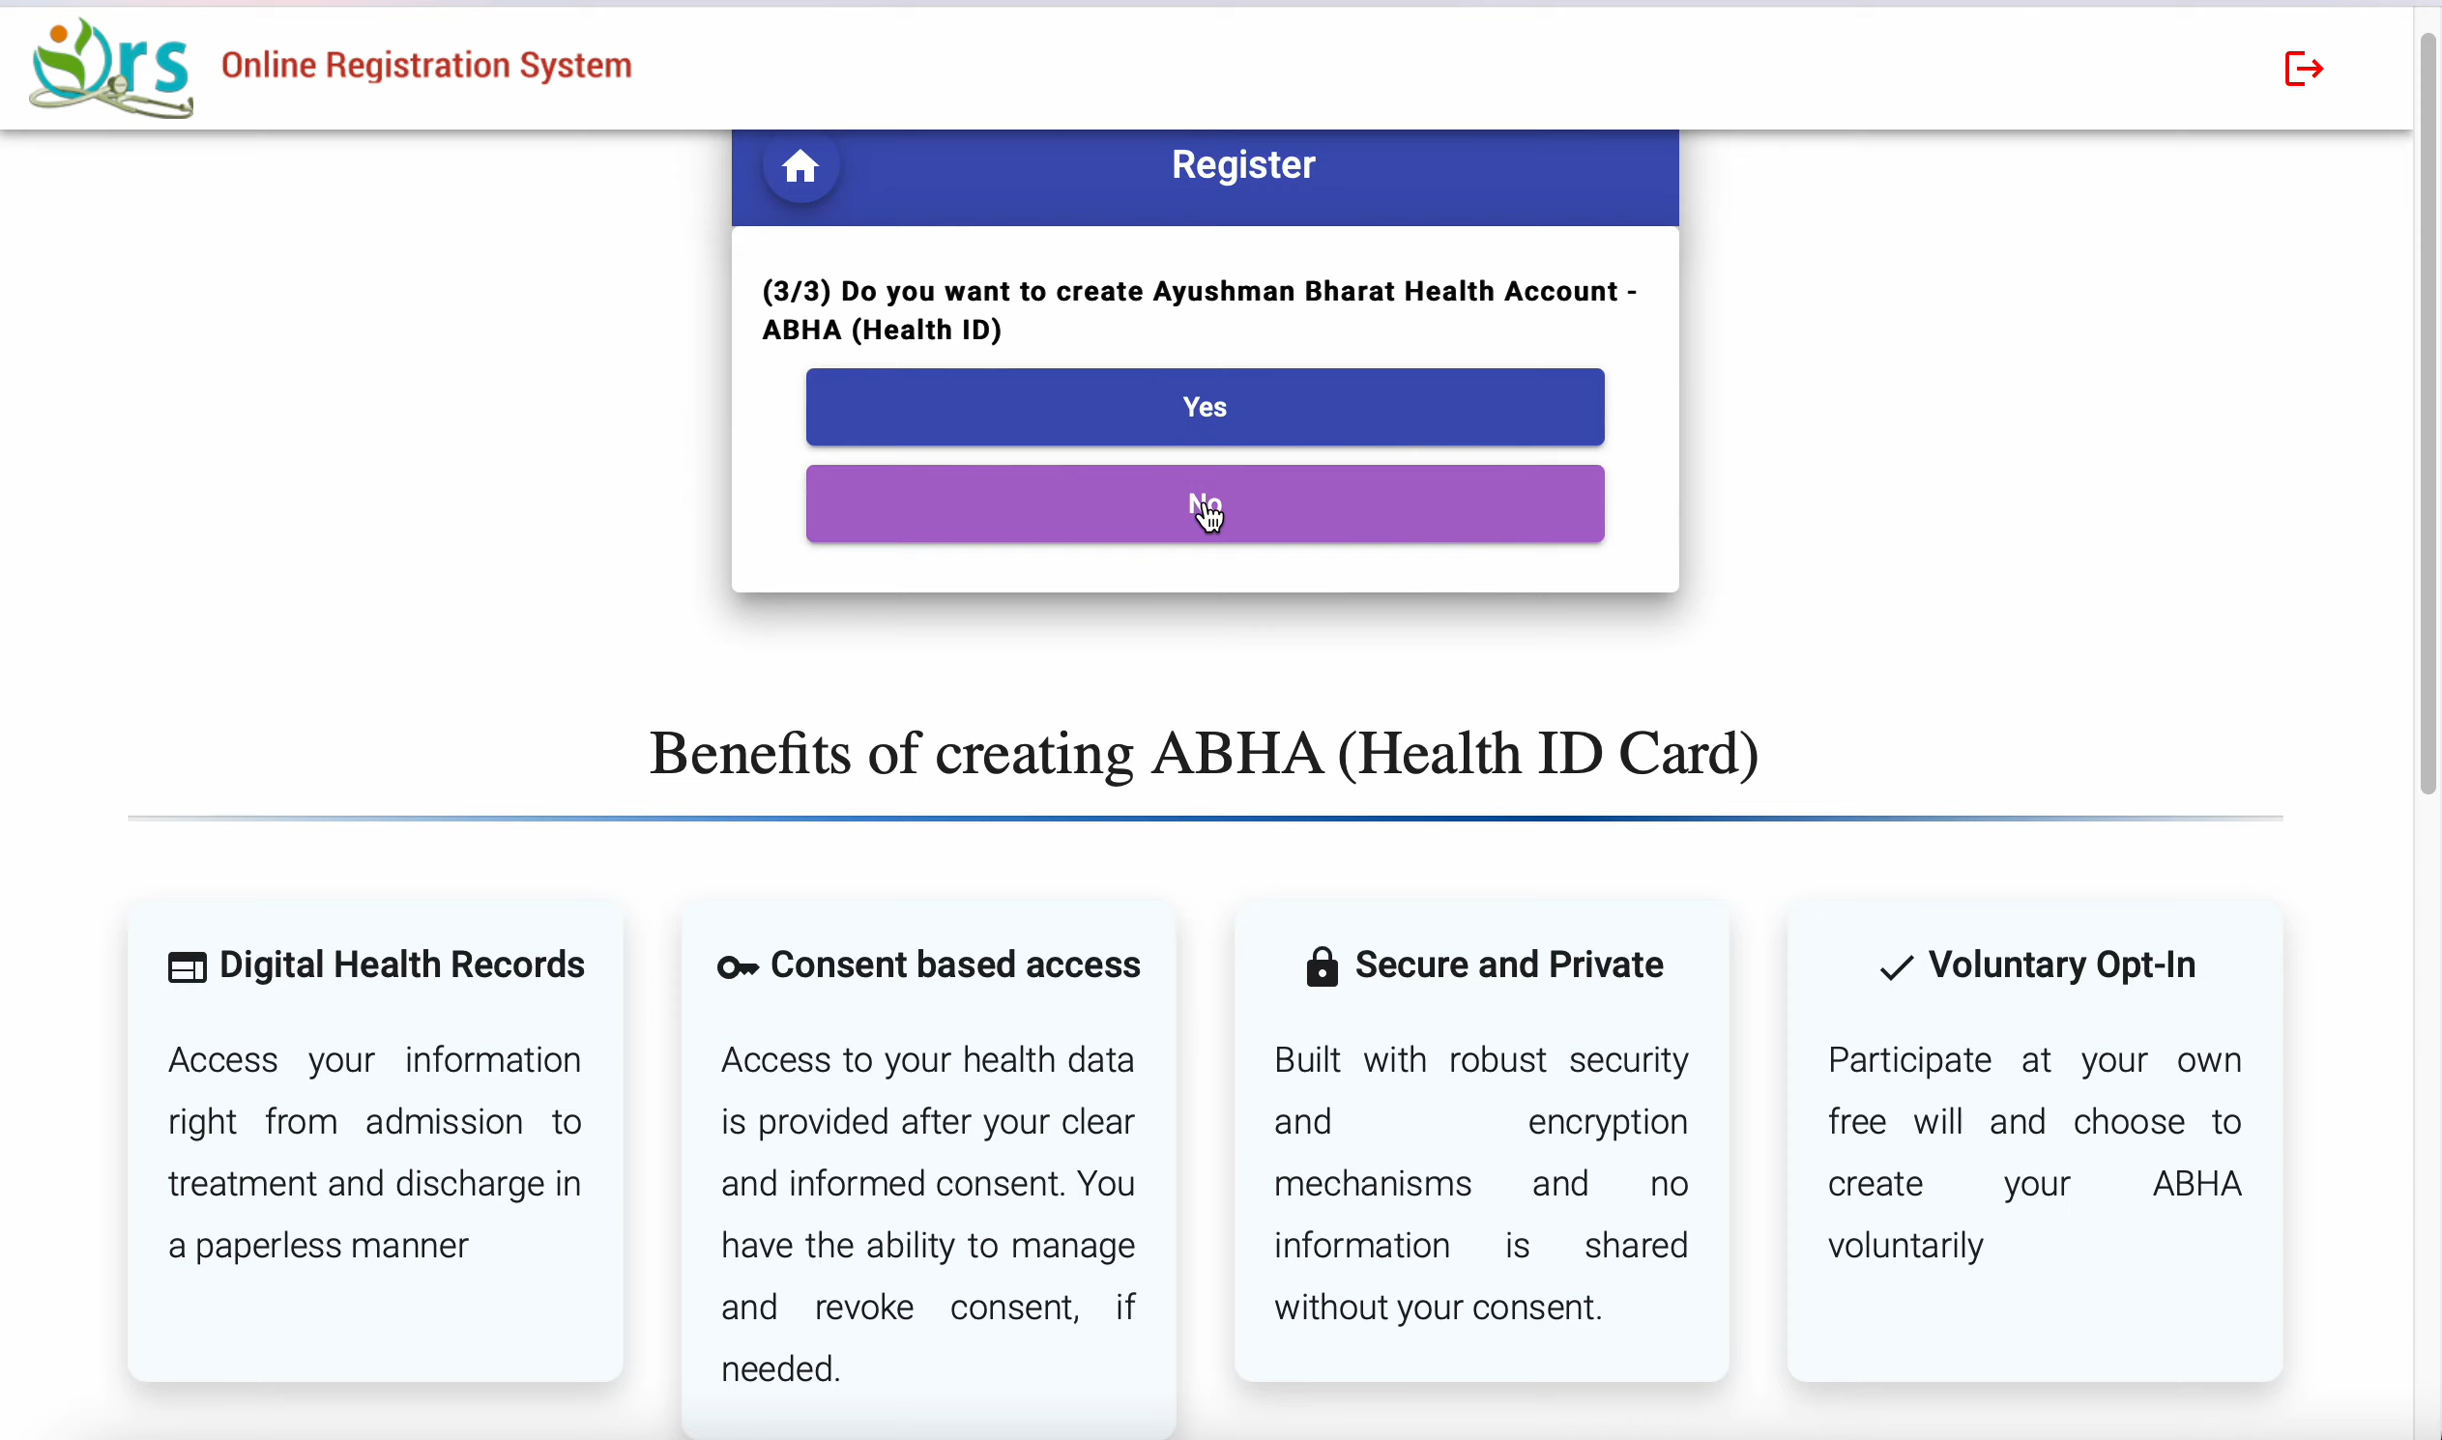 Ors Online Registration System
Register
(3/3) Do you want to create Ayushman Bharat Health Account -
ABHA (Health ID)
Yes
No
Benefits of creating ABHA (Health ID Card)
Digital Health Records
Access your information
right from admission to
treatment and discharge in
a paperless manner
Consent based access
Access to your health data
is provided after your clear
and informed consent. You
have the ability to manage
and revoke consent, if
needed.
Secure and Private
Built with robust security
and encryption
mechanisms and no
information is shared
without your consent.
Voluntary Opt-In
Participate at your own
free will and choose to
create your ABHA
voluntarily